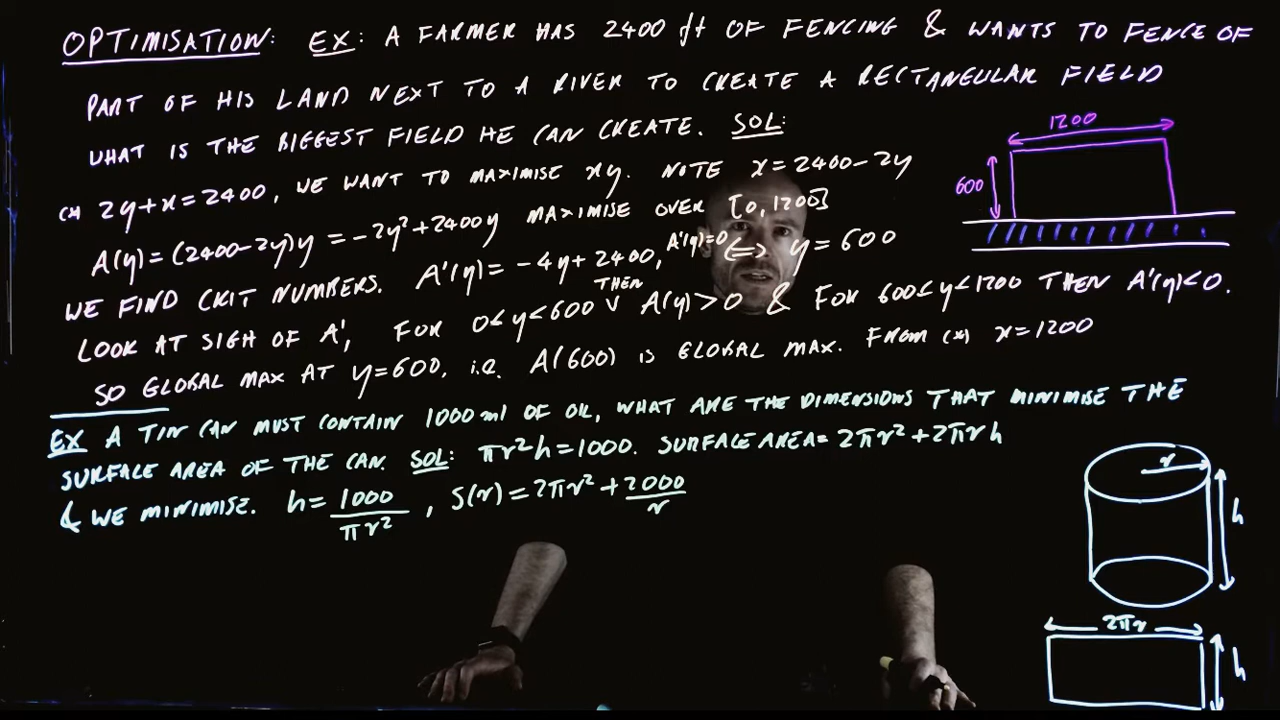 OPTIMISATION: EX: A FARMER HAS 2400 ft OF FENCING & WANTS TO FENCE OF
PART OF HIS LAND NEXT TO A RIVER TO CREATE A RECTANGULAR FIELD
WHAT IS THE BIGGEST FIELD HE CAN CREATE. SOL:
1200
600
(*) 2y+x=2400, WE WANT TO MAXIMISE xy. NOTE x=2400-2y
A(y)=(2400-2y)y=-2y²+2400y MAXIMISE OVER [0,1200]
WE FIND CRIT NUMBERS. A'(y)=-4y+2400, A'(y)=0 ⟺ y=600
LOOK AT SIGN OF A', FOR 0<y<600 THEN A(y)>0 & FOR 600<y<1200 THEN A'(y)<0.
SO GLOBAL MAX AT y=600, i.e. A(600) IS GLOBAL MAX. FROM (*) x=1200
EX A TIN CAN MUST CONTAIN 1000ml OF OIL, WHAT ARE THE DIMENSIONS THAT MINIMISE THE
SURFACE AREA OF THE CAN. SOL: πr²h=1000. SURFACE AREA=2πr²+2πrh
& WE MINIMISE. h=1000/πr², S(r)=2πr²+2000/r
r
h
2πr
h